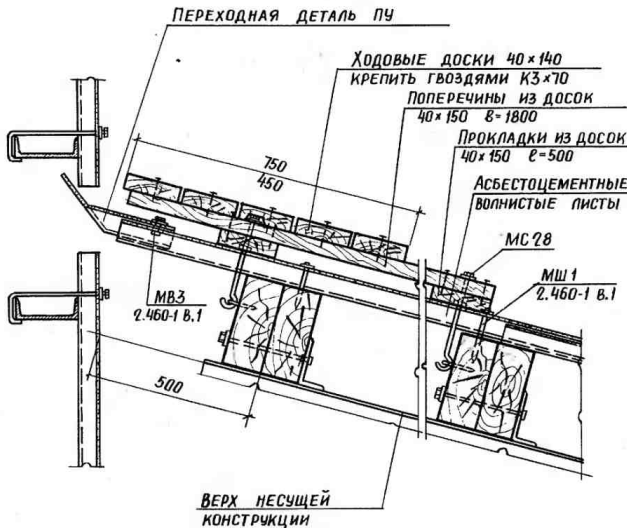 ПЕРЕХОДНАЯ ДЕТАЛЬ ПУ
ХОДОВЫЕ ДОСКИ 40×140
КРЕПИТЬ ГВОЗДЯМИ К3×70
ПОПЕРЕЧИНЫ ИЗ ДОСОК
40×150 ℓ=1800
ПРОКЛАДКИ ИЗ ДОСОК
40×150 ℓ=500
АСБЕСТОЦЕМЕНТНЫЕ
ВОЛНИСТЫЕ ЛИСТЫ
750
450
МС 28
МВ3
2.460-1 В.1
МШ 1
2.460-1 В.1
500
ВЕРХ НЕСУЩЕЙ
КОНСТРУКЦИИ